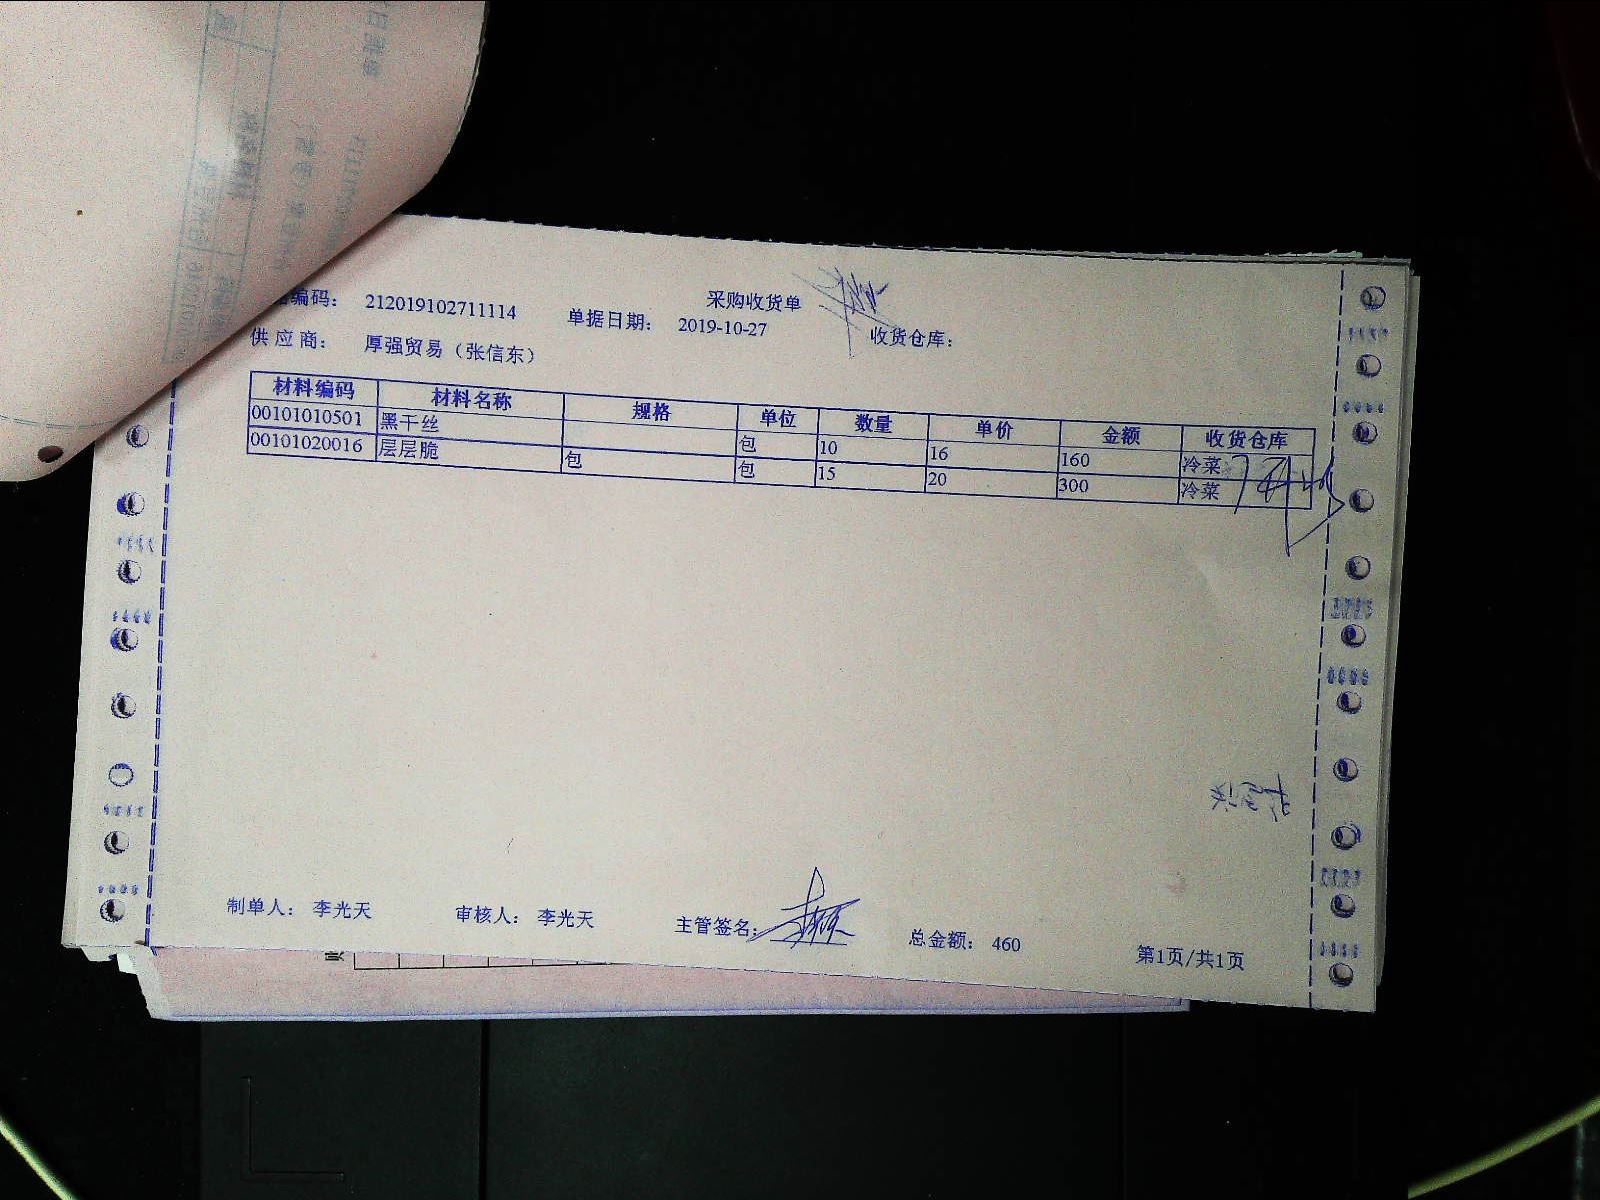 采购收货单
编码： 212019102711114 单据日期： 2019-10-27 收货仓库：
供应商： 厚强贸易（张信东）
材料编码 材料名称 规格 单位 数量 单价 金额 收货仓库
00101010501 黑干丝 包 10 16 160 冷菜
00101020016 层层脆 包 包 15 20 300 冷菜
制单人： 李光天 审核人： 李光天 主管签名： 总金额： 460 第1页/共1页